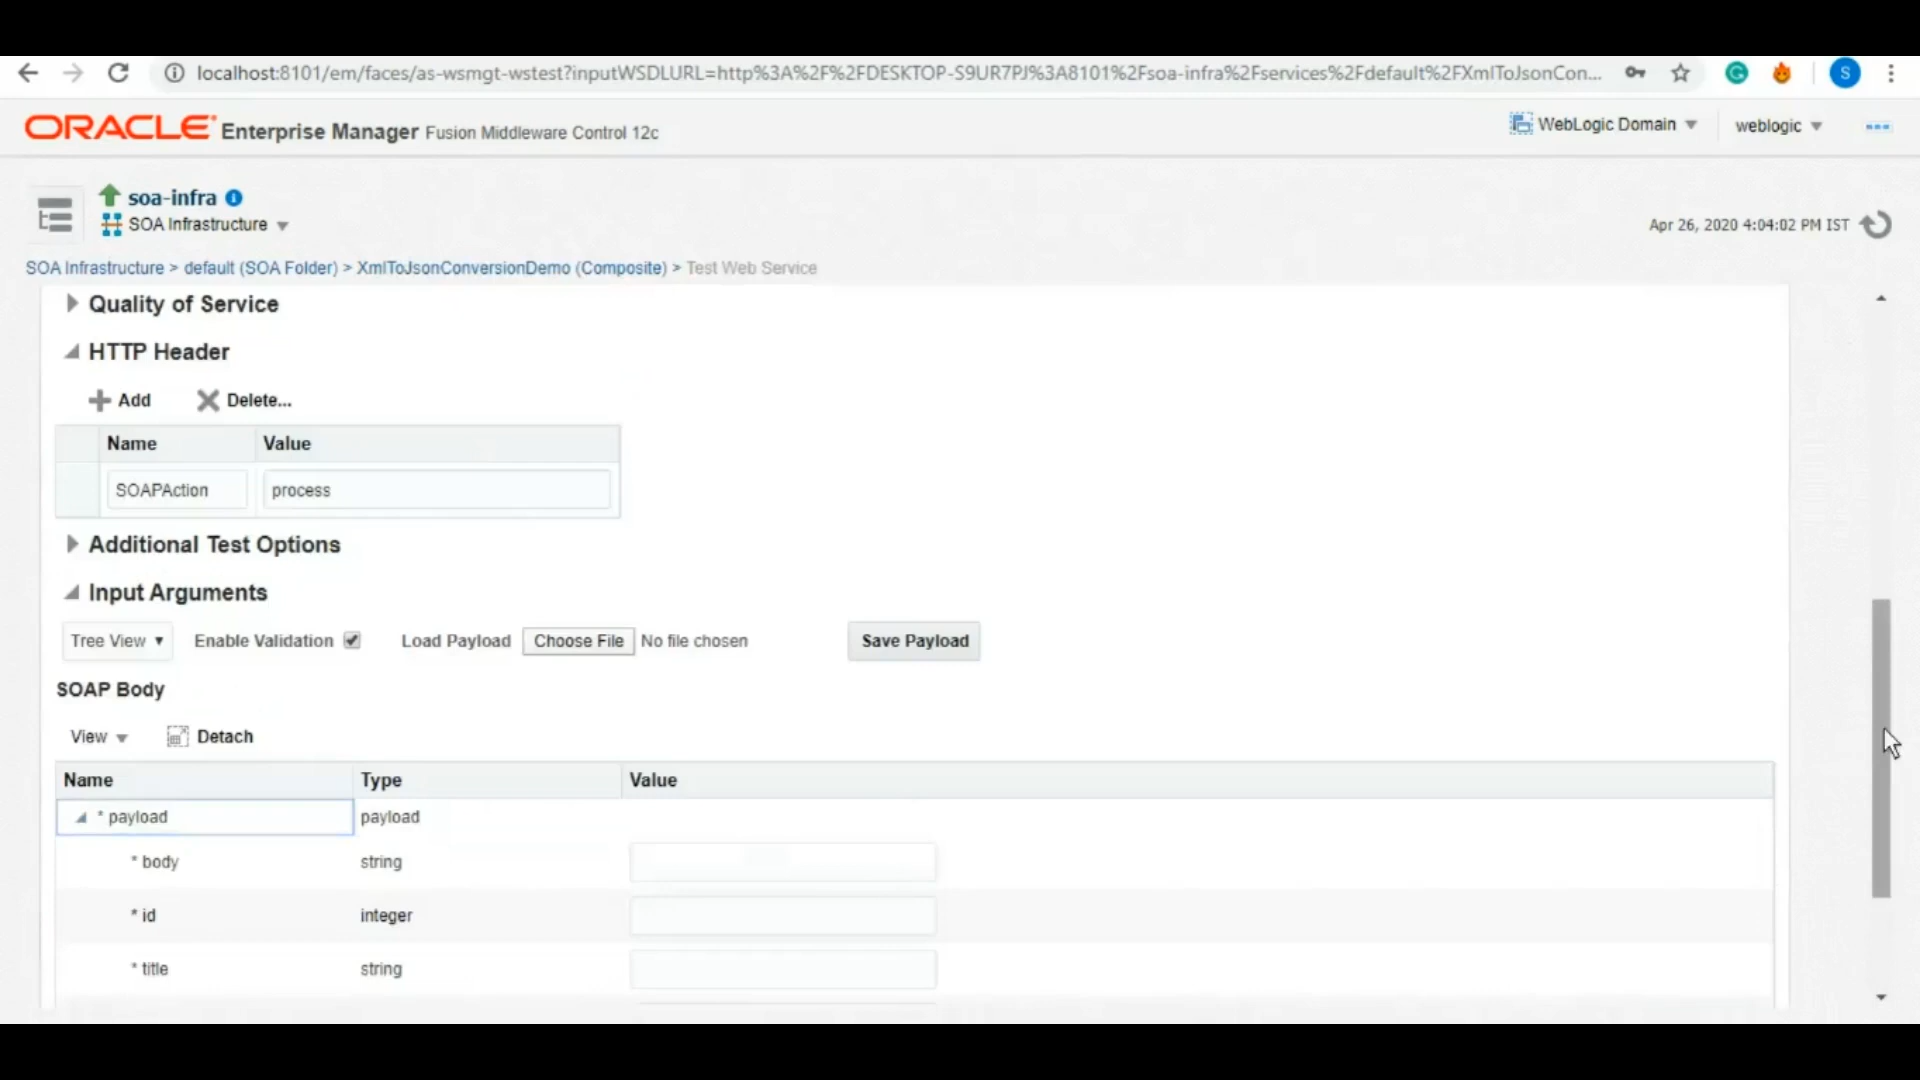 localhost:8101/em/faces/as-wsmgt-wstest?inputWSDLURL=http%3A%2F%2FDESKTOP-S9UR7PJ%3A8101%2Fsoa-infra%2Fservices%2Fdefault%2FXmlToJsonCon... S
ORACLE Enterprise Manager Fusion Middleware Control 12c WebLogic Domain weblogic
soa-infra
SOA Infrastructure Apr 26, 2020 4:04:02 PM IST
SOA Infrastructure > default (SOA Folder) > XmlToJsonConversionDemo (Composite) > Test Web Service
Quality of Service
HTTP Header
Add Delete...
Name Value
SOAPAction process
Additional Test Options
Input Arguments
Tree View Enable Validation Load Payload Choose File No file chosen Save Payload
SOAP Body
View Detach
Name Type Value
* payload payload
* body string
* id integer
* title string